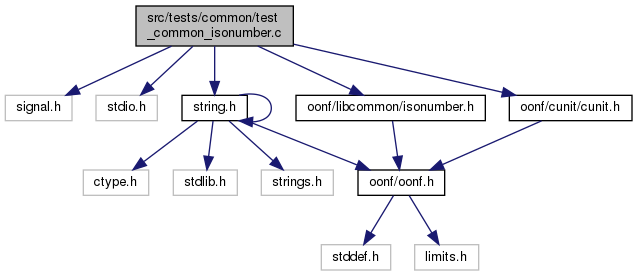 src/tests/common/test
_common_isonumber.c
signal.h
stdio.h
string.h
oonf/libcommon/isonumber.h
oonf/cunit/cunit.h
ctype.h
stdlib.h
strings.h
oonf/oonf.h
stddef.h
limits.h